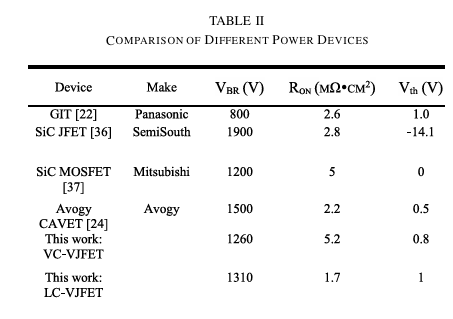 TABLE II
COMPARISON OF DIFFERENT POWER DEVICES
Device Make VBR (V) RON (MΩ•CM²) Vth (V)
GIT [22] Panasonic 800 2.6 1.0
SiC JFET [36] SemiSouth 1900 2.8 -14.1
SiC MOSFET Mitsubishi 1200 5 0
[37]
Avogy Avogy 1500 2.2 0.5
CAVET [24]
This work: 1260 5.2 0.8
VC-VJFET
This work: 1310 1.7 1
LC-VJFET